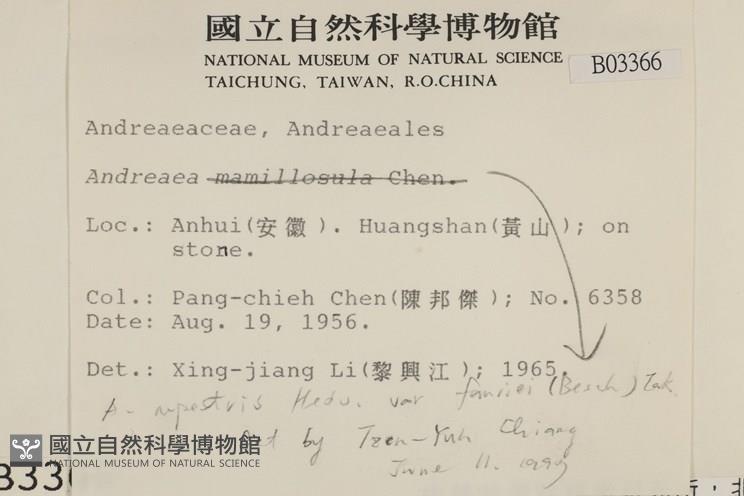 國立自然科學博物館
NATIONAL MUSEUM OF NATURAL SCIENCE
TAICHUNG, TAIWAN, R.O.CHINA
B03366
Andreaeaceae, Andreaeales
Andreaea mamillosula Chen.
Loc.: Anhui(安徽). Huangshan(黃山); on
stone.
Col.: Pang-chieh Chen(陳邦傑); No. 6358
Date: Aug. 19, 1956.
Det.: Xing-jiang Li(黎興江); 1965.
A. rupestris Hedw. var fauriei (Besch) Tak.
Det by Tzen-Yuh Chiang
June 11.
國立自然科學博物館
NATIONAL MUSEUM OF NATURAL SCIENCE
B33